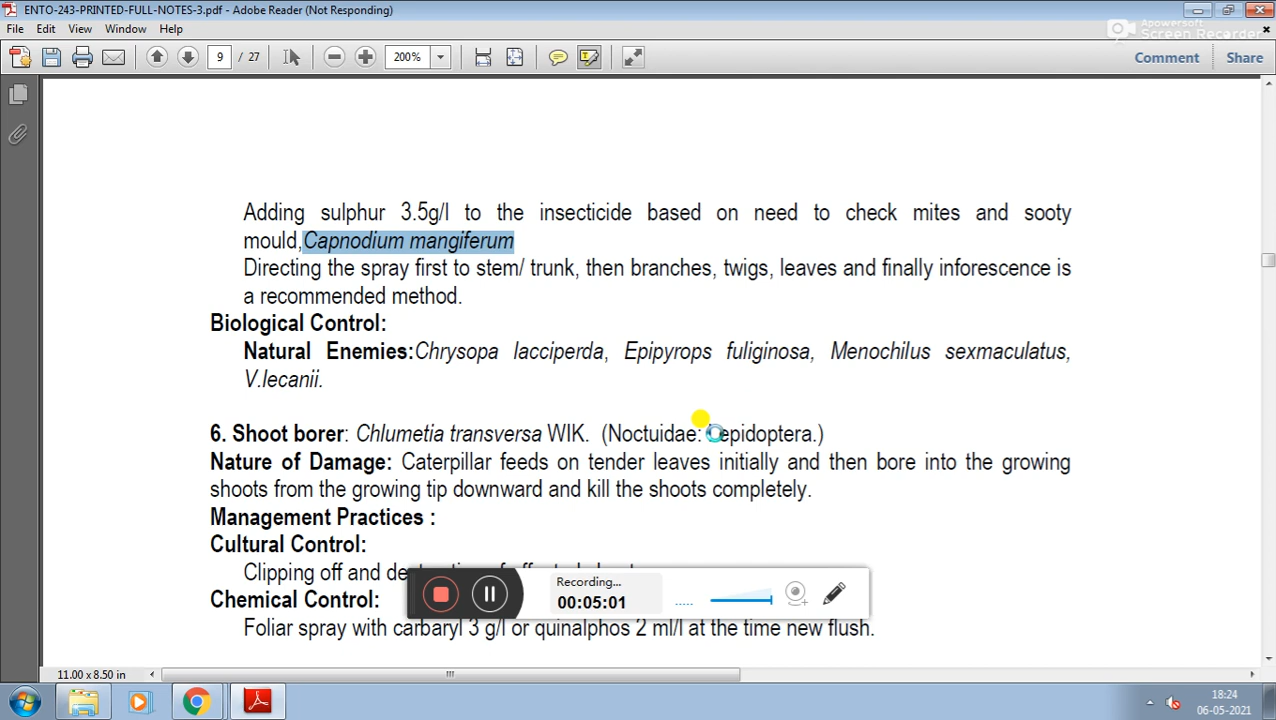 ENTO-243-PRINTED-FULL-NOTES-3.pdf - Adobe Reader (Not Responding)
File Edit View Window Help
Apowersoft
Screen Recorder
9 / 27 200% Comment Share
Adding sulphur 3.5g/l to the insecticide based on need to check mites and sooty
mould,Capnodium mangiferum
Directing the spray first to stem/ trunk, then branches, twigs, leaves and finally inforescence is
a recommended method.
Biological Control:
Natural Enemies:Chrysopa lacciperda, Epipyrops fuliginosa, Menochilus sexmaculatus,
V.lecanii.
6. Shoot borer: Chlumetia transversa WIK. (Noctuidae: Lepidoptera.)
Nature of Damage: Caterpillar feeds on tender leaves initially and then bore into the growing
shoots from the growing tip downward and kill the shoots completely.
Management Practices :
Cultural Control:
Clipping off and
Recording...
00:05:01
Chemical Control:
Foliar spray with carbaryl 3 g/l or quinalphos 2 ml/l at the time new flush.
11.00 x 8.50 in
18:24
06-05-2021